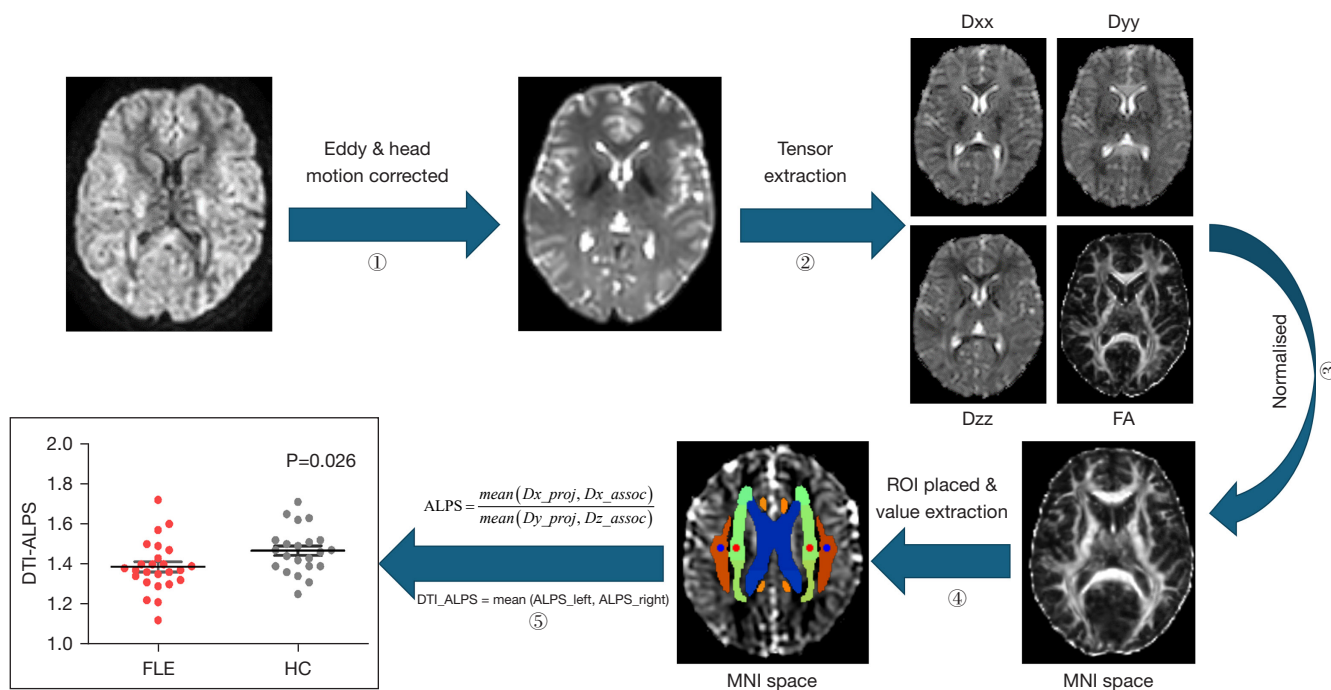 Dxx
Dyy
Eddy & head
motion corrected
①
Tensor
extraction
②
Dzz
FA
Normalised
③
ROI placed &
value extraction
④
MNI space
MNI space
ALPS = mean(Dx_proj, Dx_assoc) / mean(Dy_proj, Dz_assoc)
DTI_ALPS = mean (ALPS_left, ALPS_right)
⑤
P=0.026
DTI-ALPS
2.0
1.8
1.6
1.4
1.2
1.0
FLE
HC